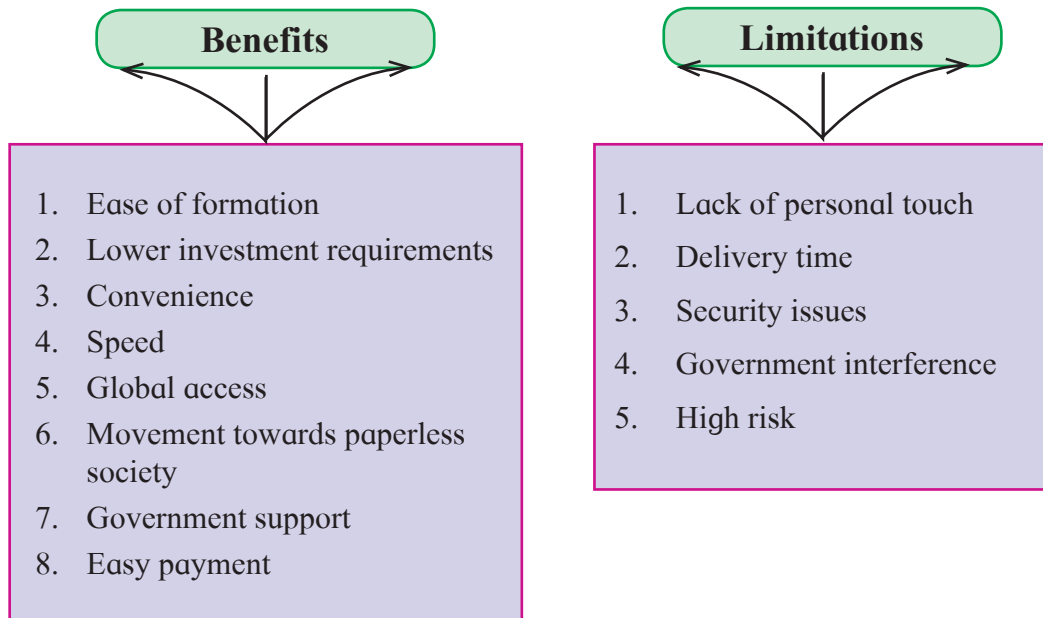 Benefits
1. Ease of formation
2. Lower investment requirements
3. Convenience
4. Speed
5. Global access
6. Movement towards paperless
society
7. Government support
8. Easy payment
Limitations
1. Lack of personal touch
2. Delivery time
3. Security issues
4. Government interference
5. High risk